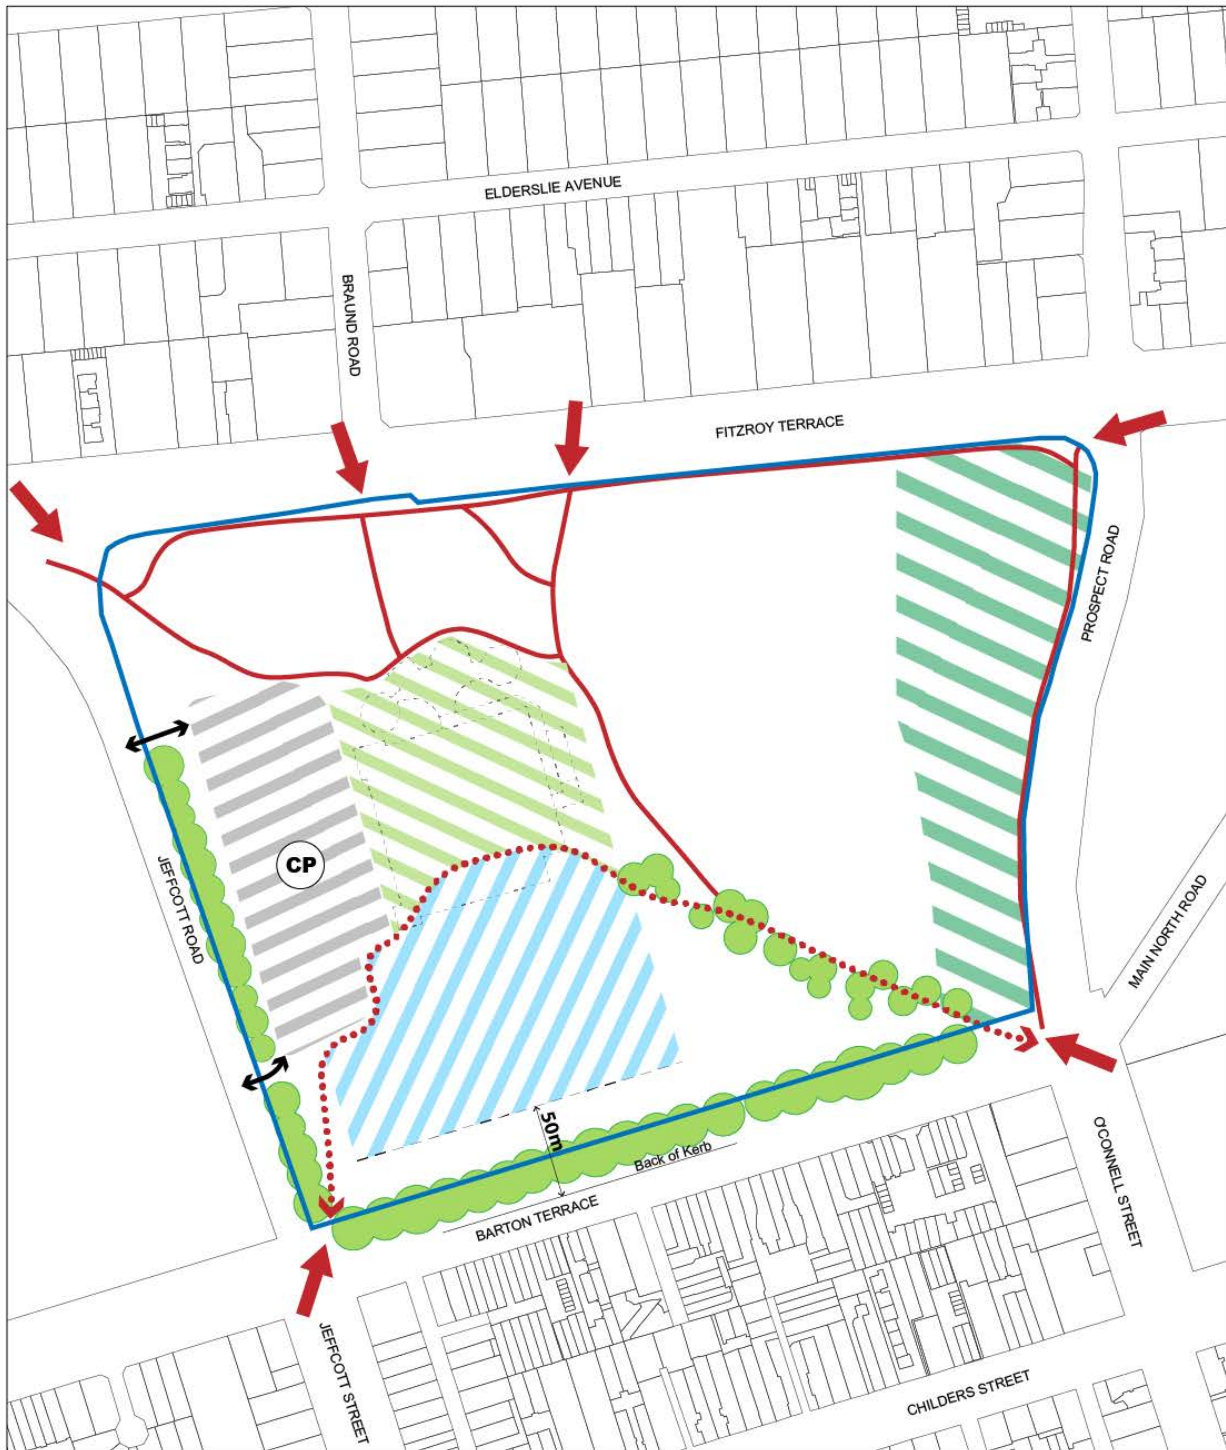 ELDERSLIE AVENUE
BRAUND ROAD
FITZROY TERRACE
PROSPECT ROAD
CP
JEFFCOTT ROAD
MAIN NORTH ROAD
50m
Back of Kerb
BARTON TERRACE
O'CONNELL STREET
JEFFCOTT STREET
CHILDERS STREET